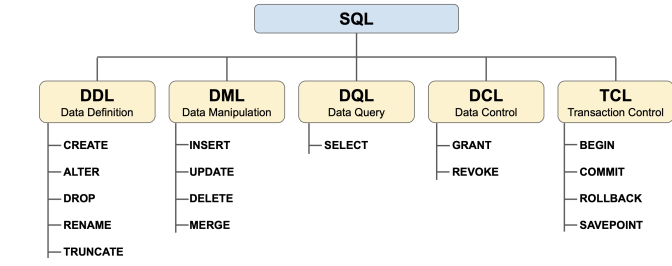 SQL
DDL
Data Definition
CREATE
ALTER
DROP
RENAME
TRUNCATE
DML
Data Manipulation
INSERT
UPDATE
DELETE
MERGE
DQL
Data Query
SELECT
DCL
Data Control
GRANT
REVOKE
TCL
Transaction Control
BEGIN
COMMIT
ROLLBACK
SAVEPOINT